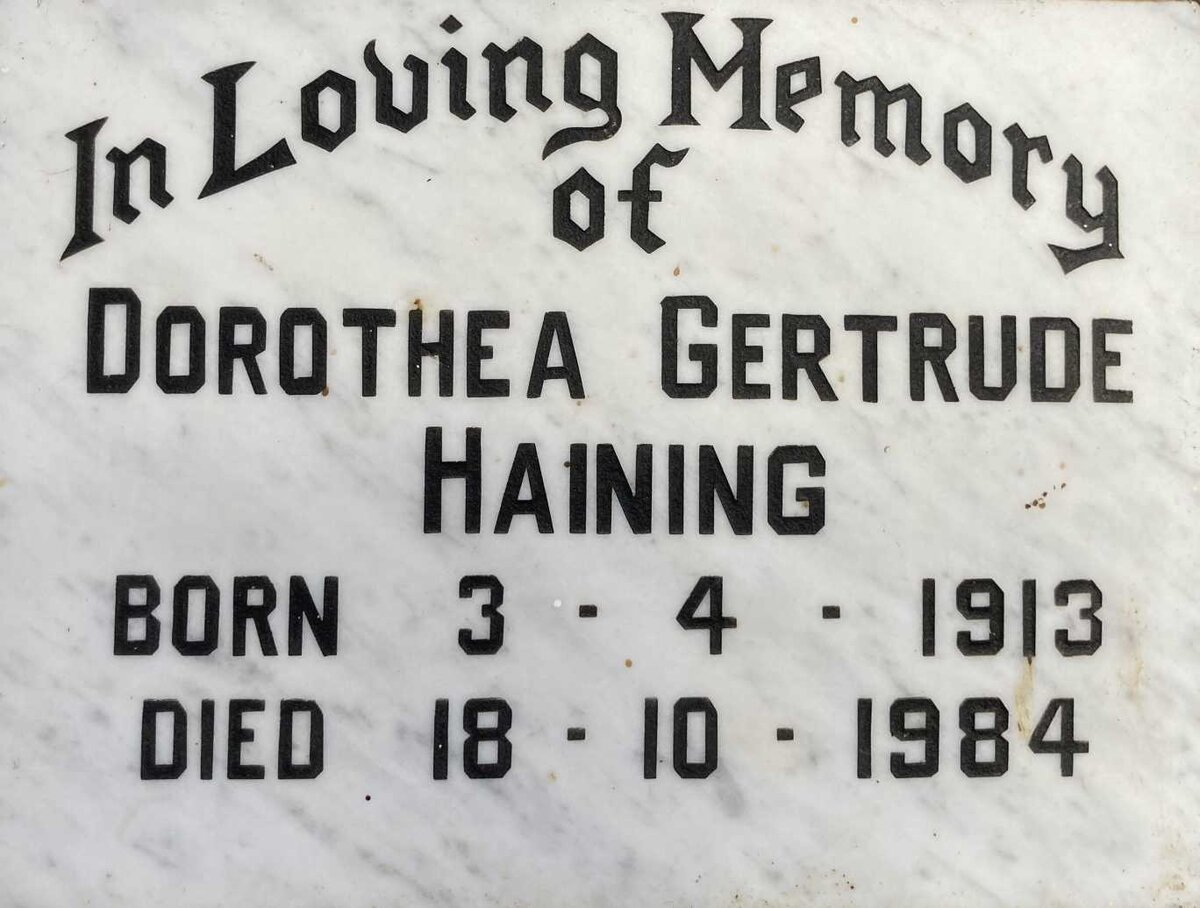 In Loving Memory
of
DOROTHEA GERTRUDE
HAINING
BORN 3 - 4 - 1913
DIED 18 - 10 - 1984